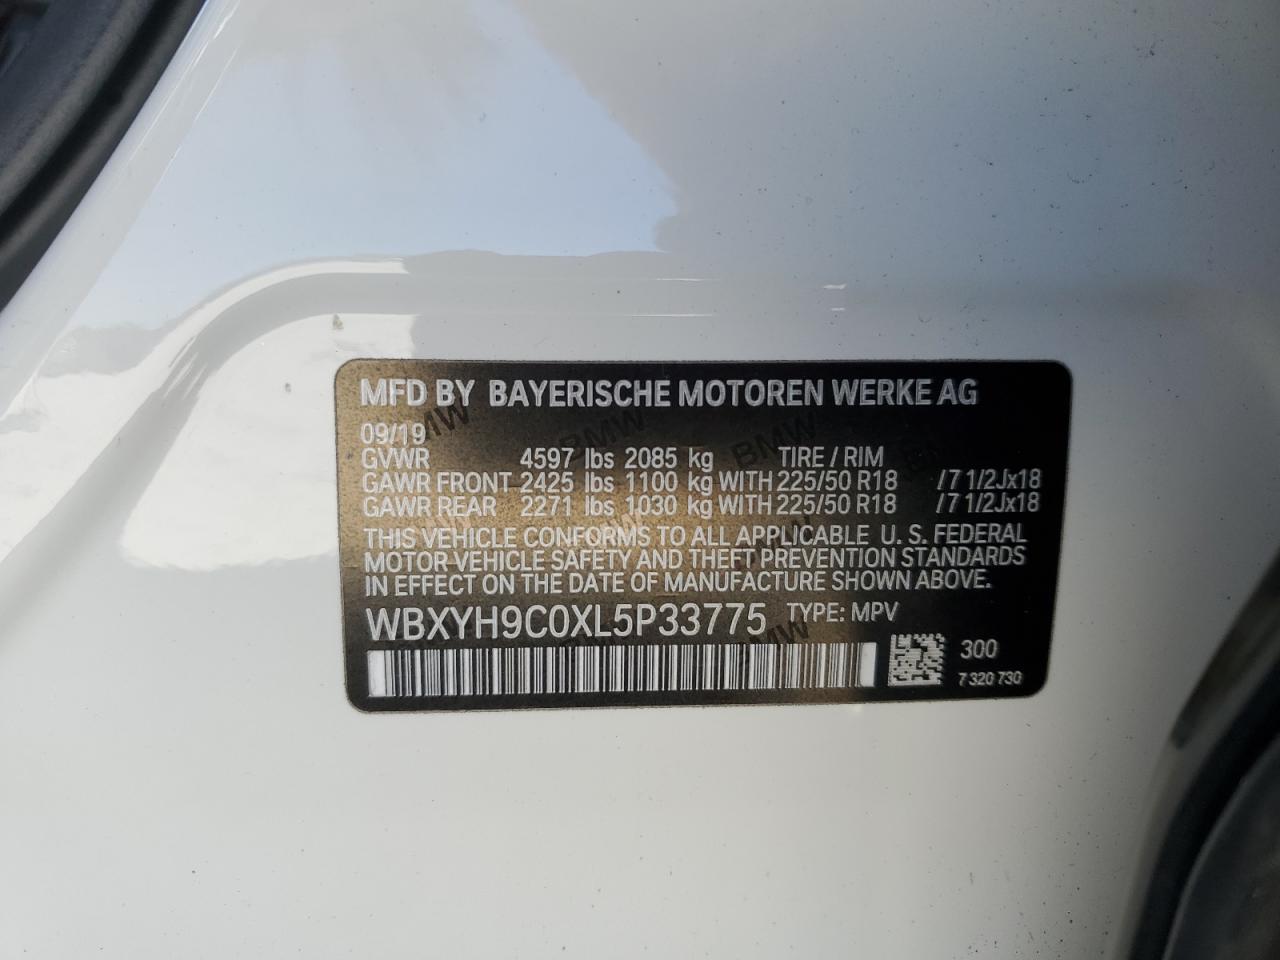 MFD BY BAYERISCHE MOTOREN WERKE AG
09/19
GVWR 4597 lbs 2085 kg TIRE / RIM
GAWR FRONT 2425 lbs 1100 kg WITH 225/50 R18 /7 1/2Jx18
GAWR REAR 2271 lbs 1030 kg WITH 225/50 R18 /7 1/2Jx18
THIS VEHICLE CONFORMS TO ALL APPLICABLE U. S. FEDERAL
MOTOR-VEHICLE SAFETY AND THEFT PREVENTION STANDARDS
IN EFFECT ON THE DATE OF MANUFACTURE SHOWN ABOVE.
WBXYH9C0XL5P33775 TYPE: MPV
300
7 320 730